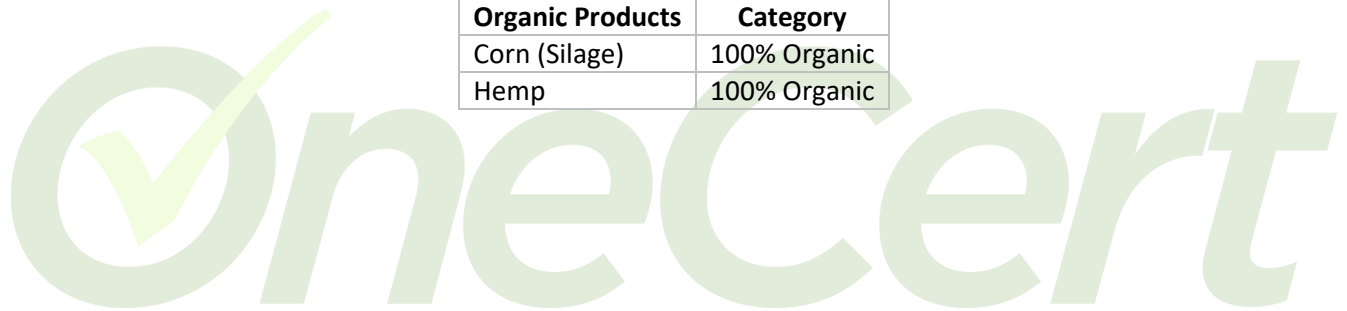 Organic Products Category
Corn (Silage) 100% Organic
Hemp 100% Organic
OneCert